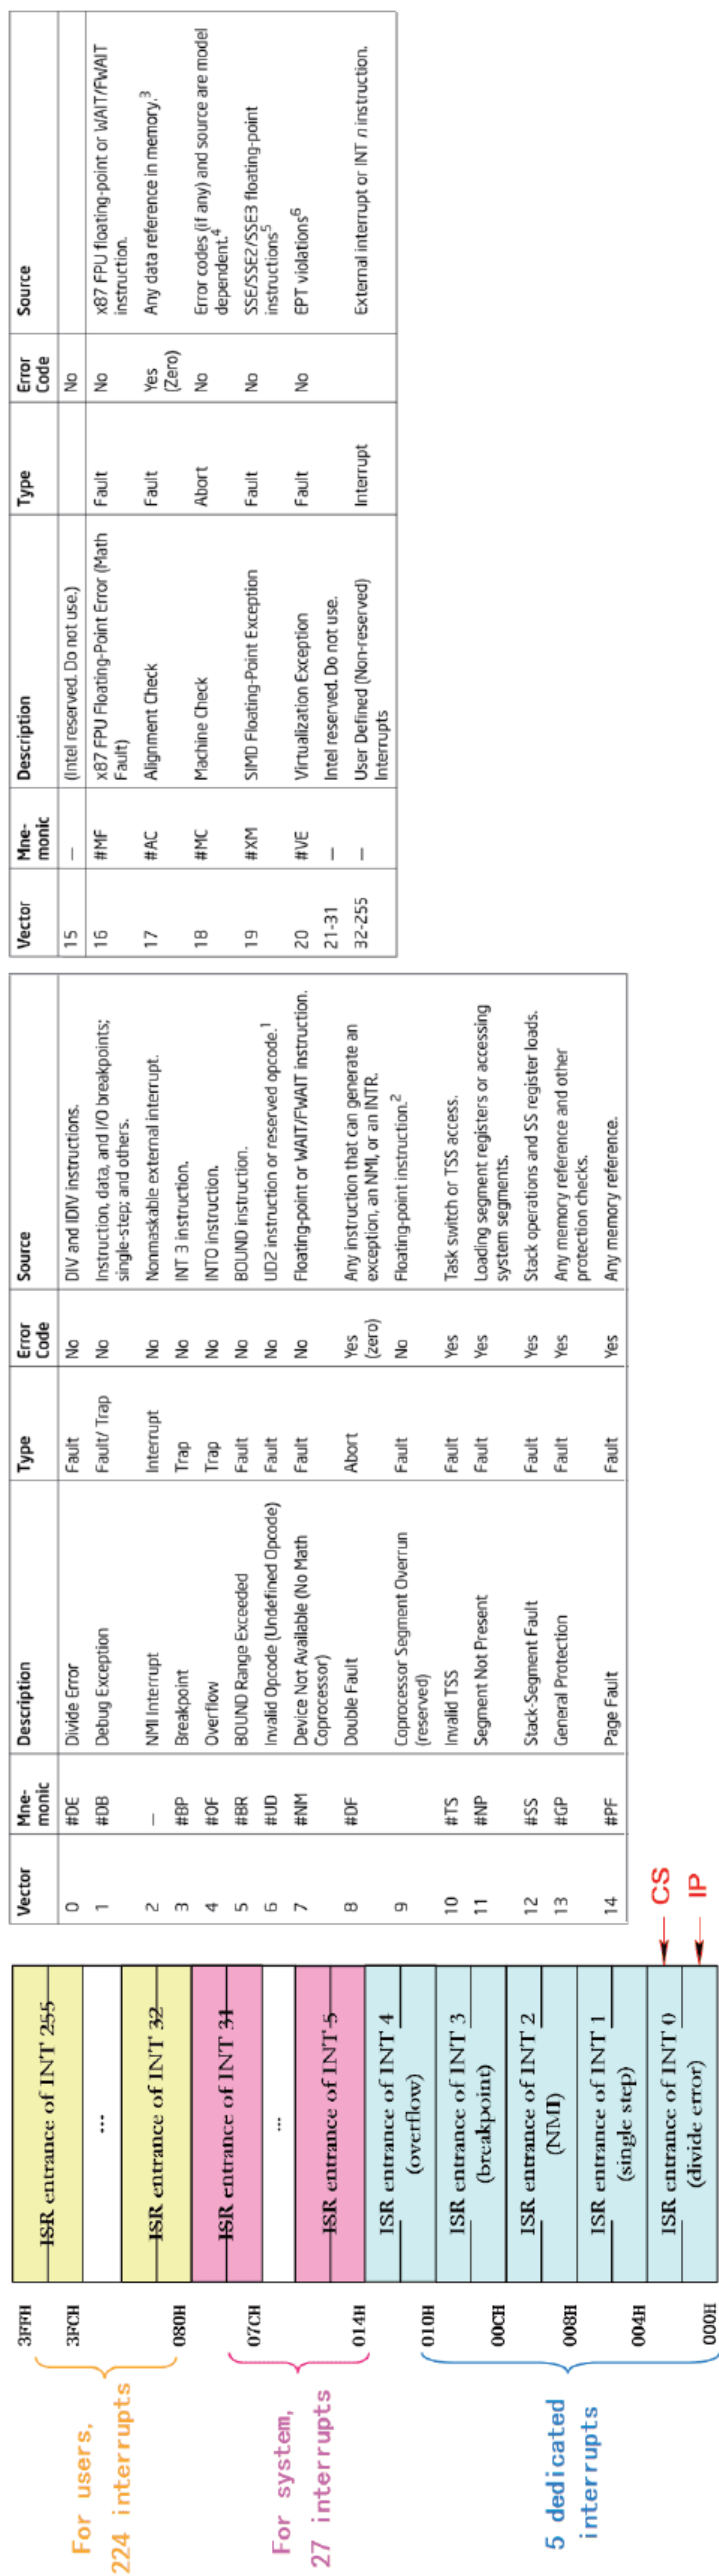 For users,
224 interrupts
For system,
27 interrupts
5 dedicated
interrupts
3FFH
3FCH
080H
07CH
014H
010H
00CH
008H
004H
000H
ISR entrance of INT 255
...
ISR entrance of INT 32
ISR entrance of INT 31
...
ISR entrance of INT 5
ISR entrance of INT 4
(overflow)
ISR entrance of INT 3
(breakpoint)
ISR entrance of INT 2
(NMI)
ISR entrance of INT 1
(single step)
ISR entrance of INT 0
(divide error)
CS
IP
Vector Mne-monic Description Type Error Code Source
0 #DE Divide Error Fault No DIV and IDIV instructions.
1 #DB Debug Exception Fault/ Trap No Instruction, data, and I/O breakpoints;
single-step; and others.
2 — NMI Interrupt Interrupt No Nonmaskable external interrupt.
3 #BP Breakpoint Trap No INT 3 instruction.
4 #OF Overflow Trap No INTO instruction.
5 #BR BOUND Range Exceeded Fault No BOUND instruction.
6 #UD Invalid Opcode (Undefined Opcode) Fault No UD2 instruction or reserved opcode.1
7 #NM Device Not Available (No Math Fault No Floating-point or WAIT/FWAIT instruction.
Coprocessor)
8 #DF Double Fault Abort Yes Any instruction that can generate an
(zero) exception, an NMI, or an INTR.
9 Coprocessor Segment Overrun Fault No Floating-point instruction.2
(reserved)
10 #TS Invalid TSS Fault Yes Task switch or TSS access.
11 #NP Segment Not Present Fault Yes Loading segment registers or accessing
system segments.
12 #SS Stack-Segment Fault Fault Yes Stack operations and SS register loads.
13 #GP General Protection Fault Yes Any memory reference and other
protection checks.
14 #PF Page Fault Fault Yes Any memory reference.
Vector Mne-monic Description Type Error Code Source
15 — (Intel reserved. Do not use.) No
16 #MF x87 FPU Floating-Point Error (Math Fault No x87 FPU floating-point or WAIT/FWAIT
Fault) instruction.
17 #AC Alignment Check Fault Yes Any data reference in memory.3
(Zero)
18 #MC Machine Check Abort No Error codes (if any) and source are model
dependent.4
19 #XM SIMD Floating-Point Exception Fault No SSE/SSE2/SSE3 floating-point
instructions5
20 #VE Virtualization Exception Fault No EPT violations6
21-31 — Intel reserved. Do not use.
32-255 — User Defined (Non-reserved) Interrupt External interrupt or INT n instruction.
Interrupts